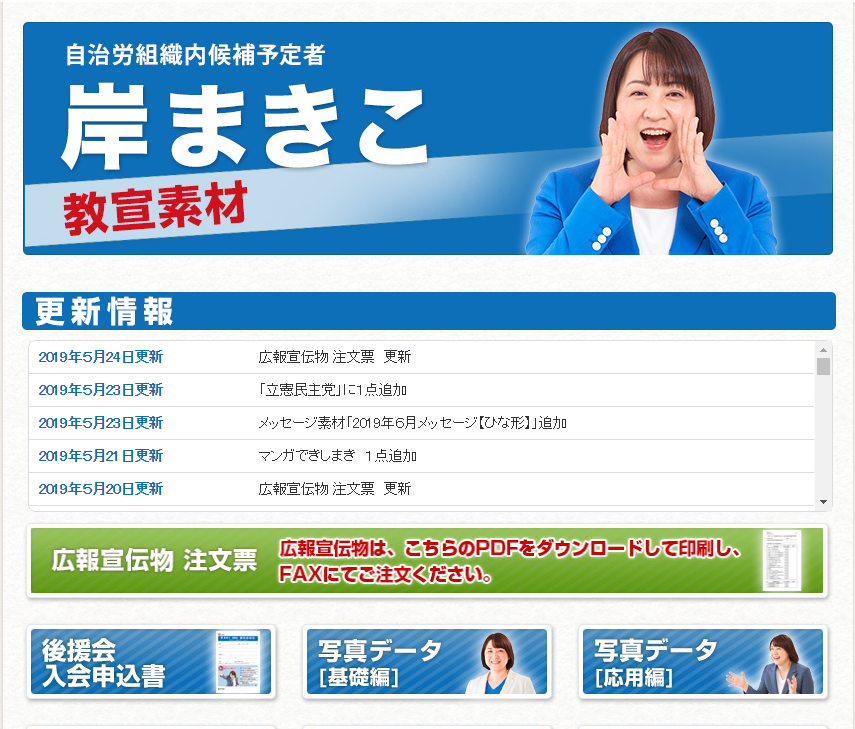 自治労組織内候補予定者
岸まきこ
教宣素材
更新情報
2019年5月24日更新 広報宣伝物 注文票　更新
2019年5月23日更新 「立憲民主党」に1点追加
2019年5月23日更新 メッセージ素材「2019年6月メッセージ【ひな形】」追加
2019年5月21日更新 マンガできしまき　1点追加
2019年5月20日更新 広報宣伝物 注文票　更新
広報宣伝物 注文票
広報宣伝物は、こちらのPDFをダウンロードして印刷し、
FAXにてご注文ください。
後援会
入会申込書
写真データ
[基礎編]
写真データ
[応用編]